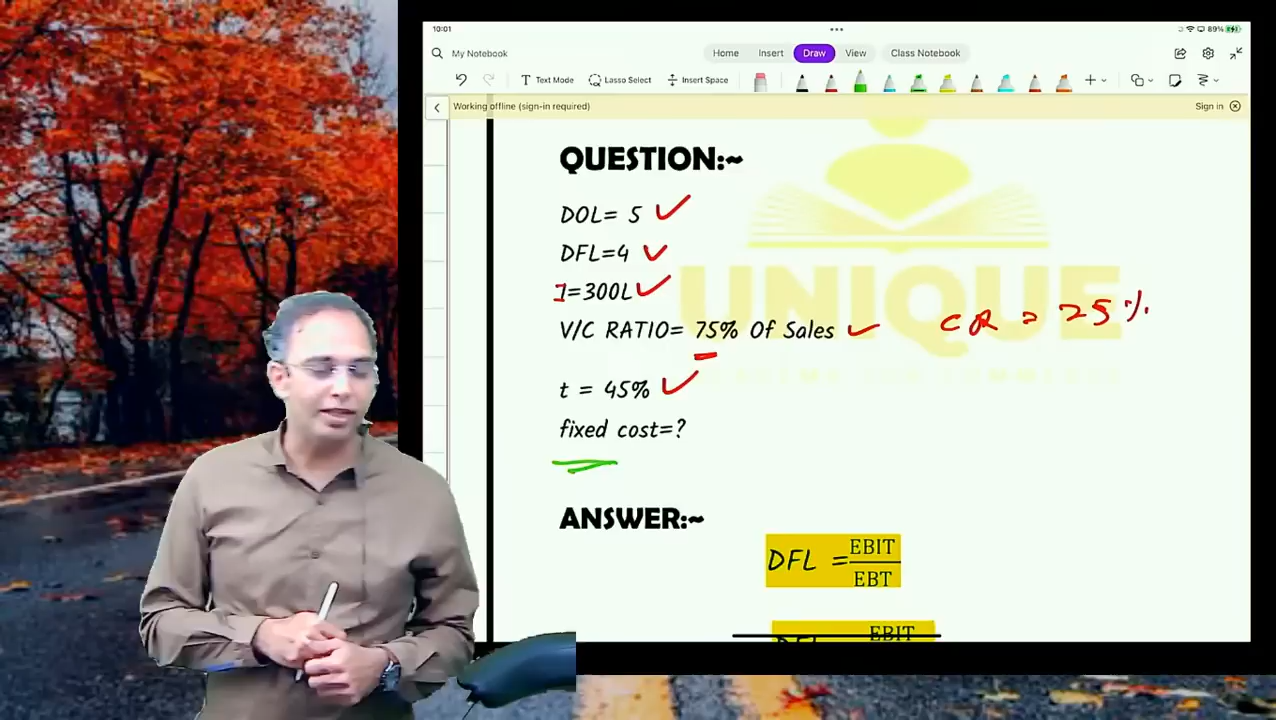 10:01
89%
My Notebook
Home Insert Draw View Class Notebook
Text Mode Lasso Select Insert Space
Working offline (sign-in required) Sign in
QUESTION:~
DOL= 5
DFL=4
I=300L
V/C RATIO= 75% Of Sales
CR = 25%
t = 45%
fixed cost=?
UNIQUE
ANSWER:~
DFL = EBIT
EBT
DFL EBIT